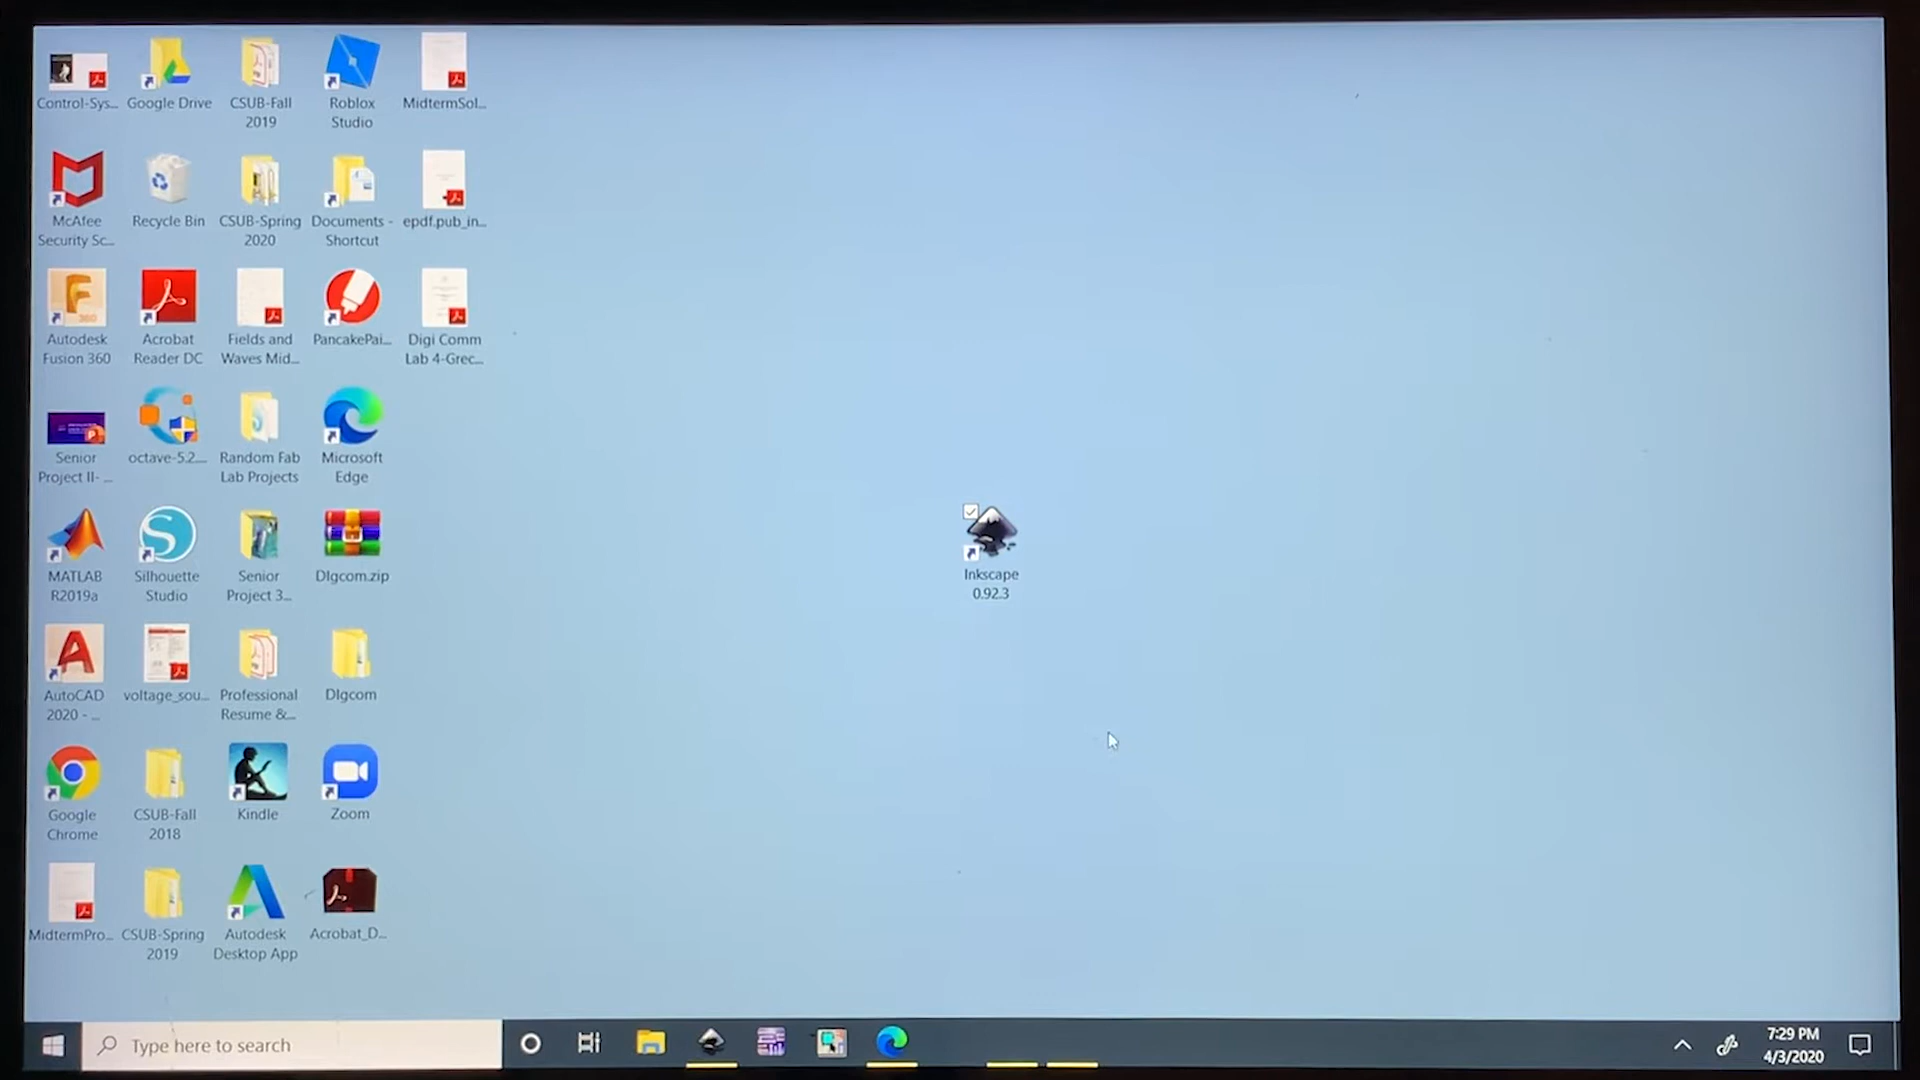 Control-Sys...
Google Drive
CSUB-Fall
2019
Roblox
Studio
MidtermSol...
McAfee
Security Sc...
Recycle Bin
CSUB-Spring
2020
Documents -
Shortcut
epdf.pub_in...
Autodesk
Fusion 360
Acrobat
Reader DC
Fields and
Waves Mid...
PancakePai...
Digi Comm
Lab 4-Grec...
Senior
Project II- ...
octave-5.2....
Random Fab
Lab Projects
Microsoft
Edge
MATLAB
R2019a
Silhouette
Studio
Senior
Project 3...
DIgcom.zip
Inkscape
0.92.3
AutoCAD
2020 - ...
voltage_sou...
Professional
Resume &...
DIgcom
Google
Chrome
CSUB-Fall
2018
Kindle
Zoom
MidtermPro...
CSUB-Spring
2019
Autodesk
Desktop App
Acrobat_D...
Type here to search
7:29 PM
4/3/2020